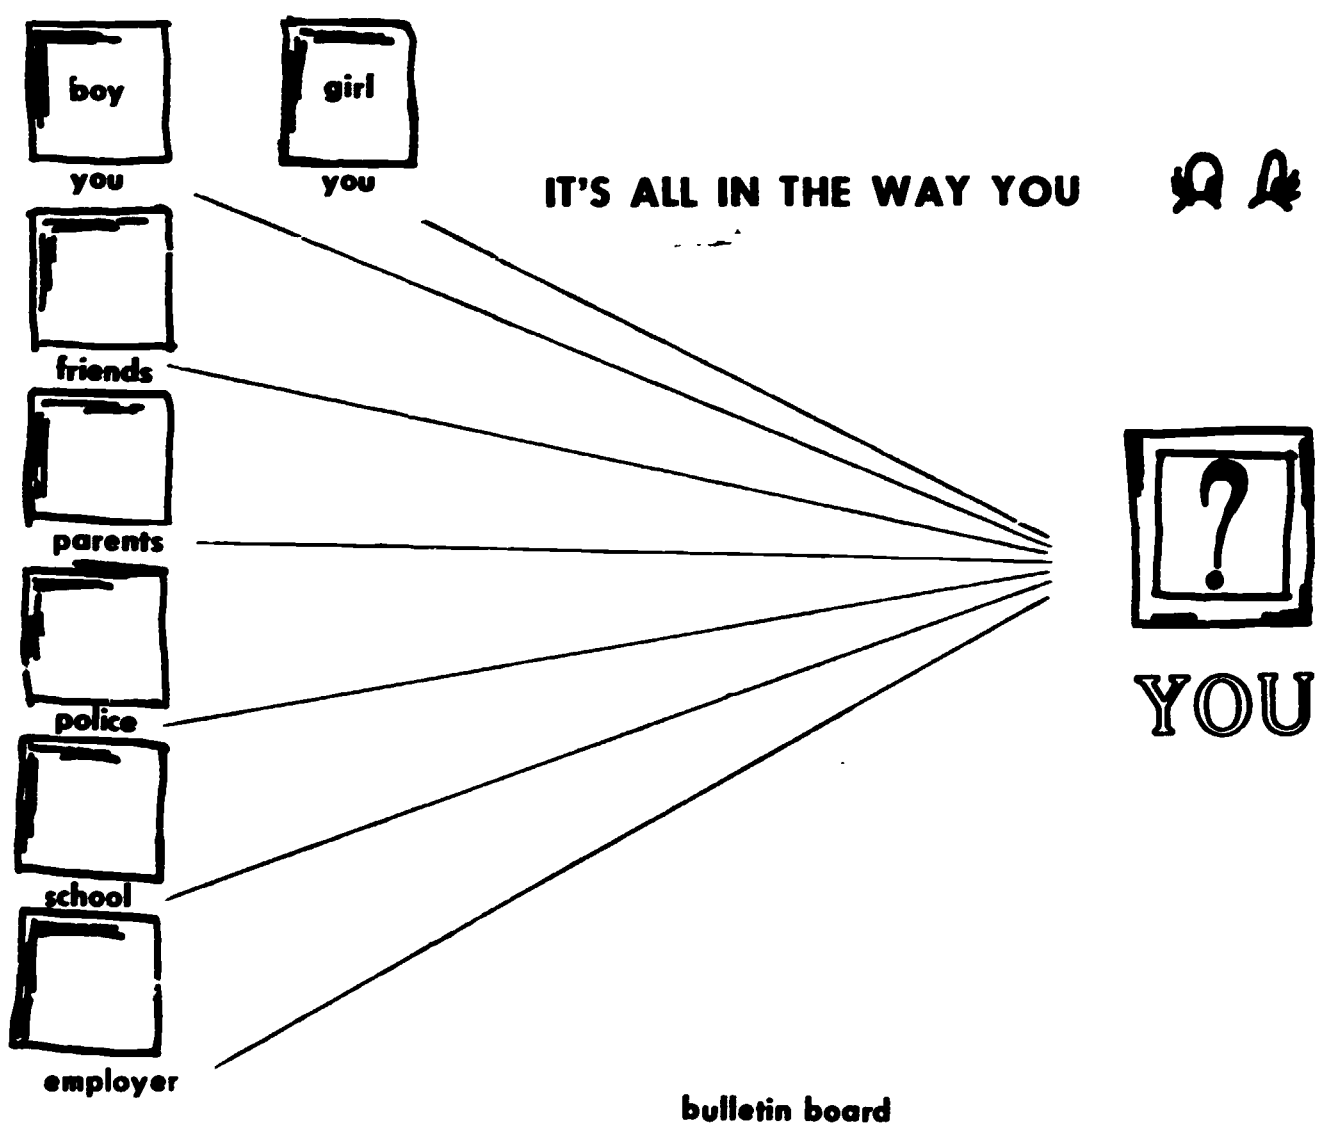 boy
girl
you
you
IT'S ALL IN THE WAY YOU
friends
parents
?
police
YOU
school
employer
bulletin board